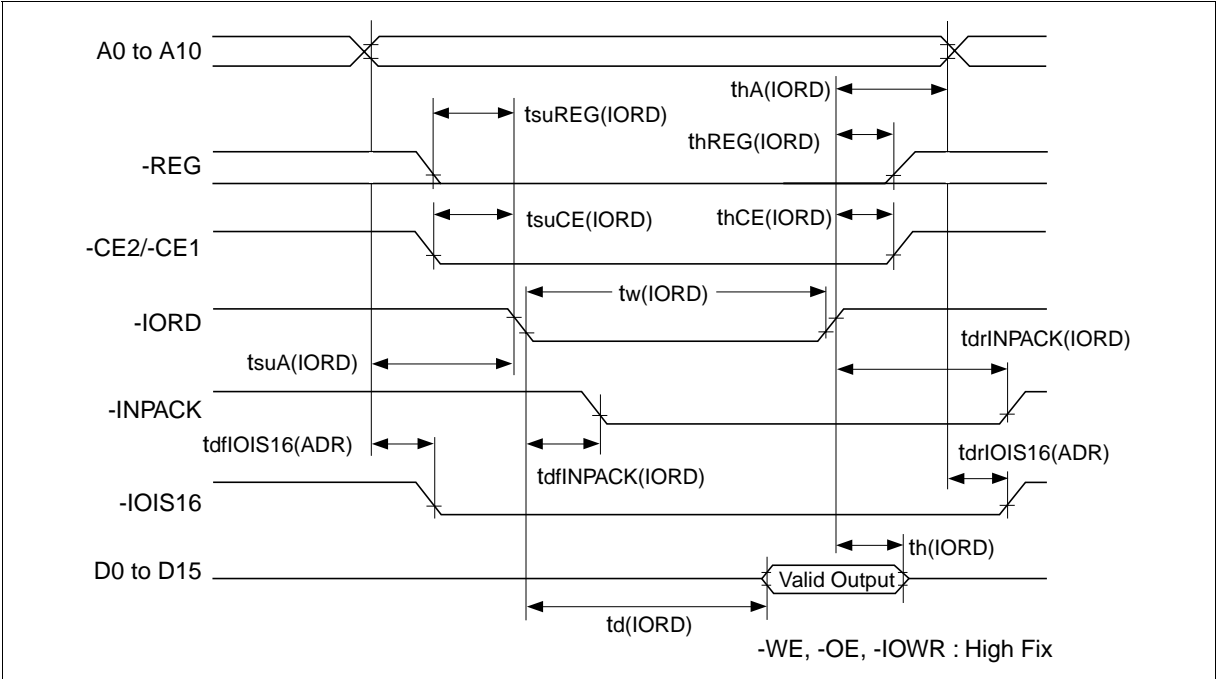 A0 to A10
thA(IORD)
tsuREG(IORD)
thREG(IORD)
-REG
tsuCE(IORD)
thCE(IORD)
-CE2/-CE1
tw(IORD)
-IORD
tdrINPACK(IORD)
tsuA(IORD)
-INPACK
tdfIOIS16(ADR)
tdrIOIS16(ADR)
tdfINPACK(IORD)
-IOIS16
th(IORD)
D0 to D15
Valid Output
td(IORD)
-WE, -OE, -IOWR : High Fix